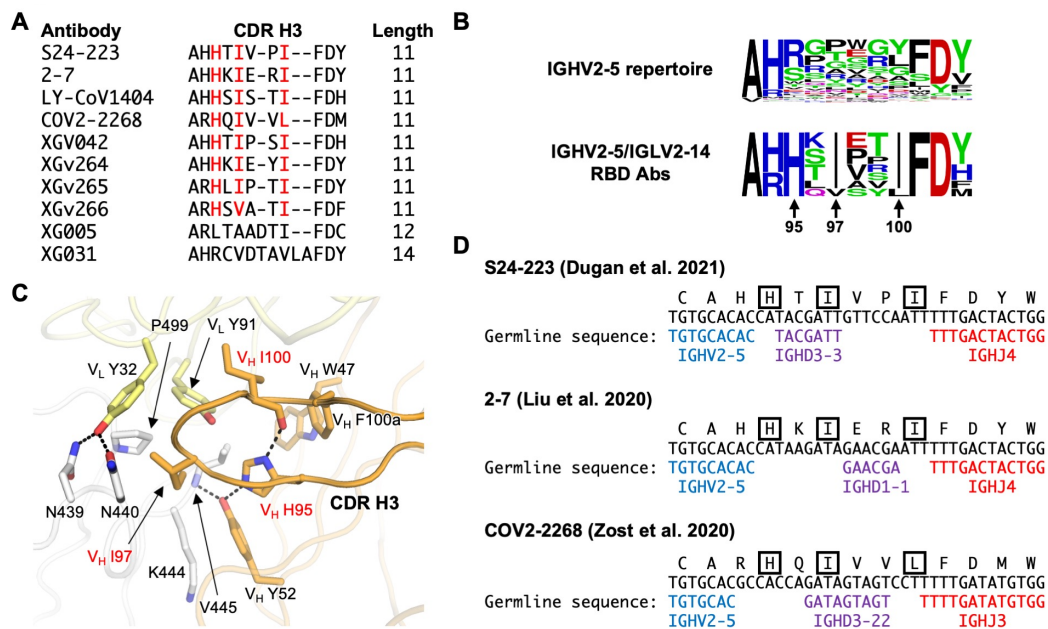 A
Antibody CDR H3 Length
S24-223 AHHTIV-PI--FDY 11
2-7 AHHKIE-RI--FDY 11
LY-CoV1404 AHHSIS-TI--FDH 11
COV2-2268 ARHQIV-VL--FDM 11
XGV042 AHHTIP-SI--FDH 11
XGv264 AHHKIE-YI--FDY 11
XGv265 ARHLIP-TI--FDY 11
XGv266 ARHSVA-TI--FDF 11
XG005 ARLTAADTI--FDC 12
XG031 AHRCVDTAVLAFDY 14
B
IGHV2-5 repertoire
IGHV2-5/IGLV2-14
RBD Abs
95 97 100
C
P499
VL Y91
VL Y32
VH I100
VH W47
VH F100a
CDR H3
N439
N440
VH H95
VH I97
K444
V445
VH Y52
D
S24-223 (Dugan et al. 2021)
C A H H T I V P I F D Y W
TGTGCACACCATACGATTGTTCCAATTTTTGACTACTGG
Germline sequence: TGTGCACAC TACGATT TTTGACTACTGG
IGHV2-5 IGHD3-3 IGHJ4
2-7 (Liu et al. 2020)
C A H H K I E R I F D Y W
TGTGCACACCATAAGATAGAACGAATTTTTGACTACTGG
Germline sequence: TGTGCACAC GAACGA TTTGACTACTGG
IGHV2-5 IGHD1-1 IGHJ4
COV2-2268 (Zost et al. 2020)
C A R H Q I V V L F D M W
TGTGCACGCCACCAGATAGTAGTCCTTTTTGATATGTGG
Germline sequence: TGTGCAC GATAGTAGT TTTTGATATGTGG
IGHV2-5 IGHD3-22 IGHJ3